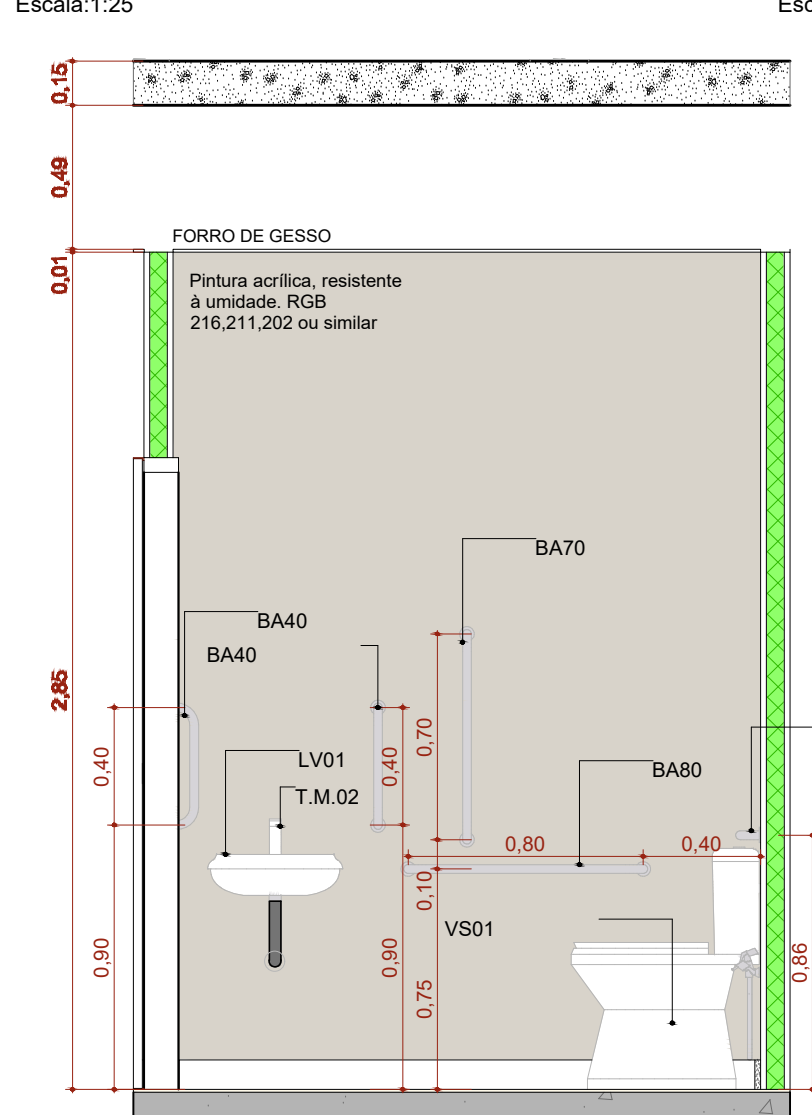 Escala:1:25
Esc
0,15
0,49
FORRO DE GESSO
0,01
Pintura acrílica, resistente
à umidade. RGB
216,211,202 ou similar
BA70
BA40
BA40
2,85
0,70
0,40
0,40
LV01
BA80
T.M.02
0,80
0,40
0,10
VS01
0,90
0,90
0,86
0,75